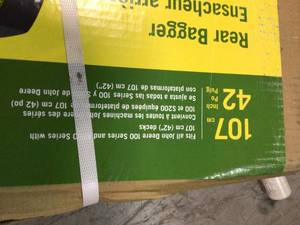 Rear Bagger
Ensacheur arrière
107 cm
42 Inch
Po
Pulg
Fits all John Deere 100 Series and Series with
107 cm (42") decks
Convient à toutes les machines John Deere des séries
100 et S200 équipées de plateformes de 107 cm (42 po)
Se ajusta a todas las Series 100 y S de John Deere
con plataformas de 107 cm (42")